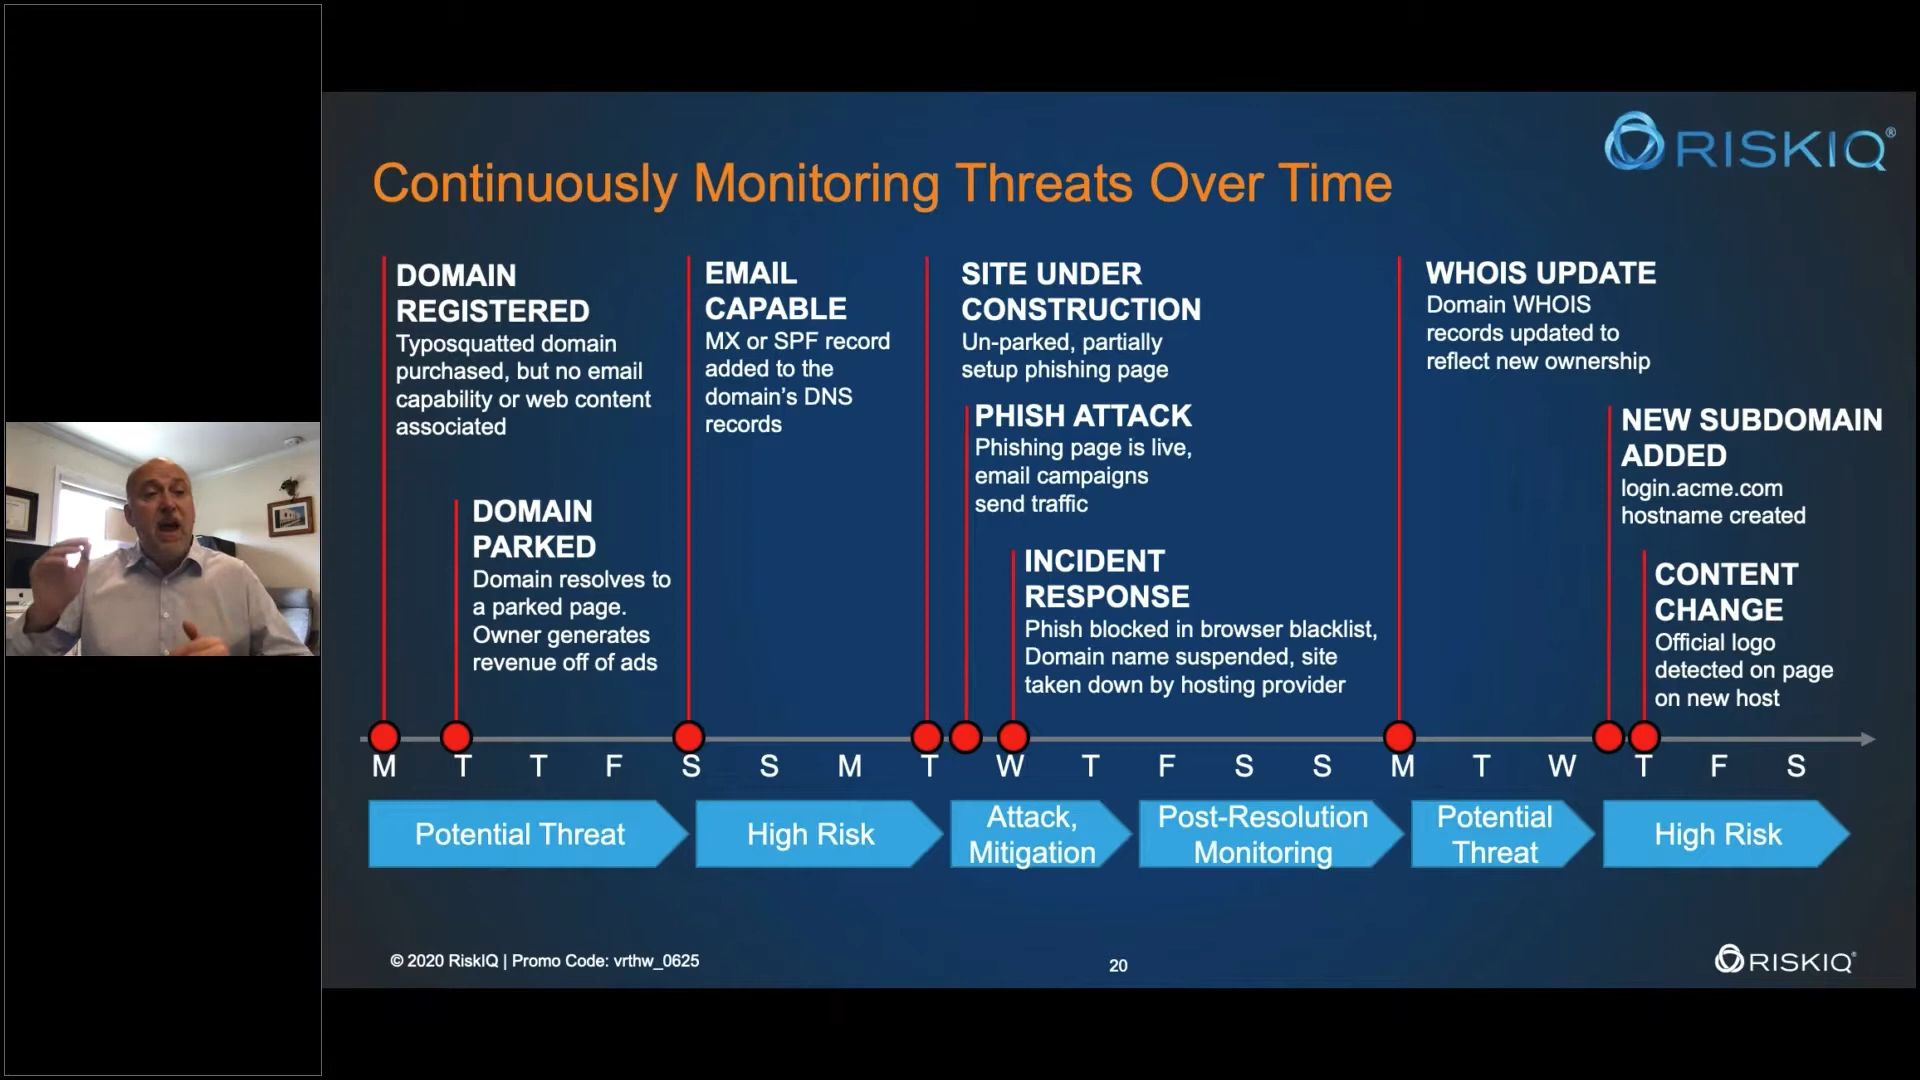 RISKIQ®
Continuously Monitoring Threats Over Time
DOMAIN
REGISTERED
Typosquatted domain
purchased, but no email
capability or web content
associated
DOMAIN
PARKED
Domain resolves to
a parked page.
Owner generates
revenue off of ads
EMAIL
CAPABLE
MX or SPF record
added to the
domain’s DNS
records
SITE UNDER
CONSTRUCTION
Un-parked, partially
setup phishing page
PHISH ATTACK
Phishing page is live,
email campaigns
send traffic
INCIDENT
RESPONSE
Phish blocked in browser blacklist,
Domain name suspended, site
taken down by hosting provider
WHOIS UPDATE
Domain WHOIS
records updated to
reflect new ownership
NEW SUBDOMAIN
ADDED
login.acme.com
hostname created
CONTENT
CHANGE
Official logo
detected on page
on new host
M T T F S S M T W T F S S M T W T F S
Potential Threat
High Risk
Attack,
Mitigation
Post-Resolution
Monitoring
Potential
Threat
High Risk
© 2020 RiskIQ | Promo Code: vrthw_0625
20
RISKIQ®